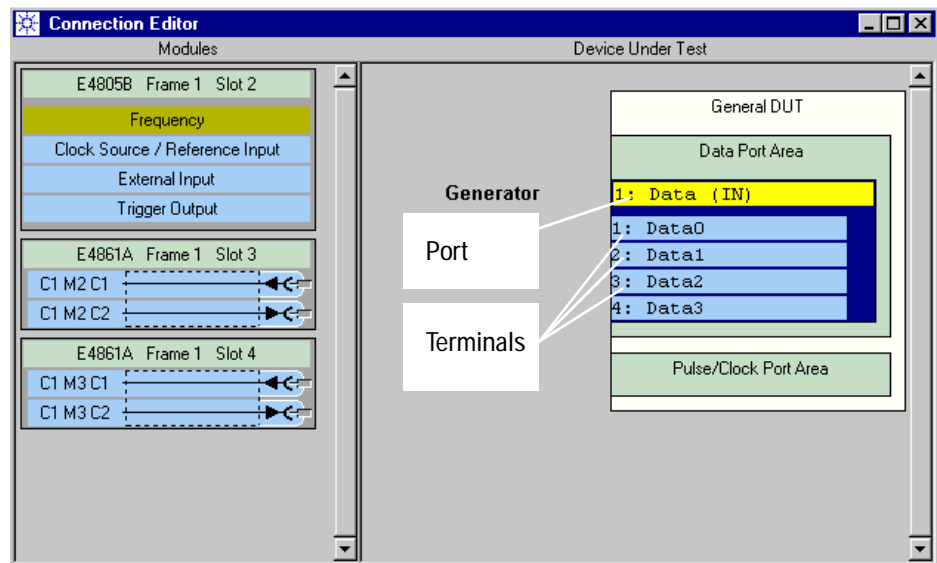 Connection Editor
Modules
Device Under Test
E4805B Frame 1 Slot 2
Frequency
Clock Source / Reference Input
External Input
Trigger Output
E4861A Frame 1 Slot 3
C1 M2 C1
C1 M2 C2
E4861A Frame 1 Slot 4
C1 M3 C1
C1 M3 C2
General DUT
Data Port Area
Generator
1: Data (IN)
Port
1: Data0
2: Data1
3: Data2
4: Data3
Terminals
Pulse/Clock Port Area